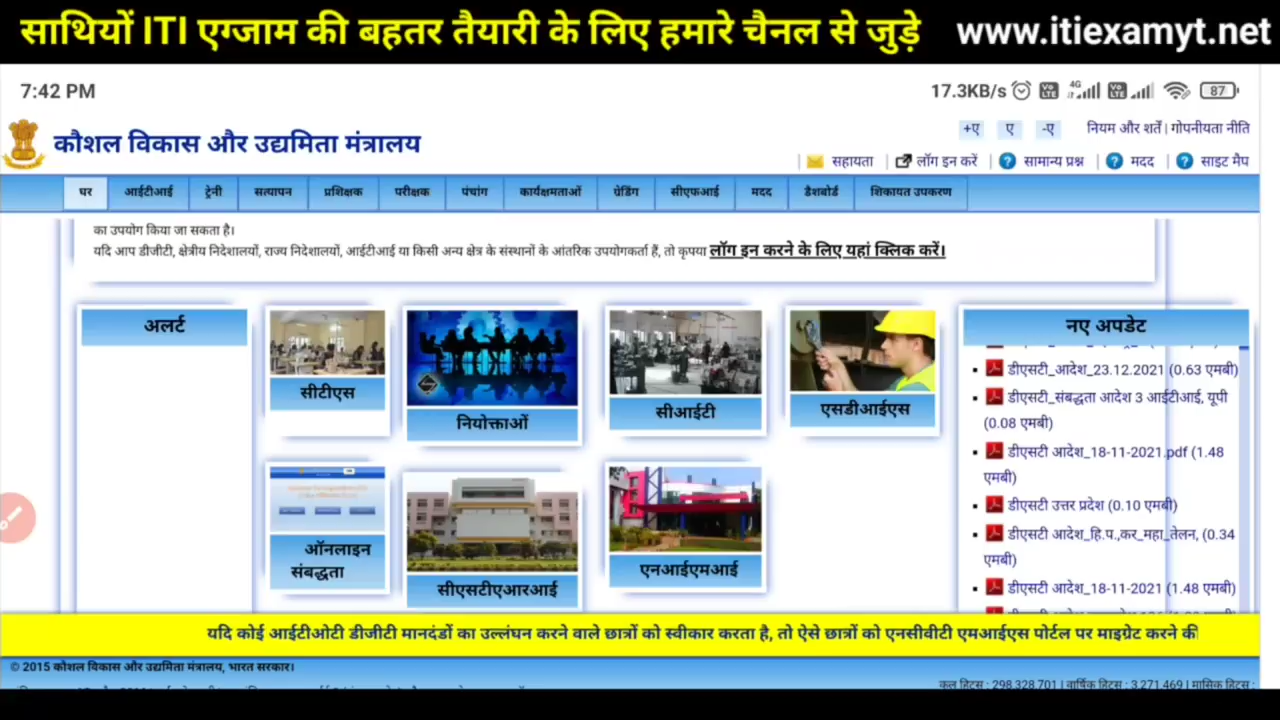 साथियों ITI एग्जाम की बहतर तैयारी के लिए हमारे चैनल से जुड़े www.itiexamyt.net
7:42 PM 17.3KB/s 4G 87
+ए ए -ए नियम और शर्तें | गोपनीयता नीति
कौशल विकास और उद्यमिता मंत्रालय
सहायता | लॉग इन करें | सामान्य प्रश्न | मदद | साइट मैप
घर आईटीआई ट्रेनी सत्यापन प्रशिक्षक परीक्षक पंचांग कार्यक्षमताओं ग्रेडिंग सीएफआई मदद डैशबोर्ड शिकायत उपकरण
का उपयोग किया जा सकता है।
यदि आप डीजीटी, क्षेत्रीय निदेशालयों, राज्य निदेशालयों, आईटीआई या किसी अन्य क्षेत्र के संस्थानों के आंतरिक उपयोगकर्ता हैं, तो कृपया लॉग इन करने के लिए यहां क्लिक करें।
अलर्ट
सीटीएस
नियोक्ताओं
सीआईटी
एसडीआईएस
ऑनलाइन
संबद्धता
सीएसटीएआरआई
एनआईएमआई
नए अपडेट
डीएसटी_आदेश_23.12.2021 (0.63 एमबी)
डीएसटी_संबद्धता आदेश 3 आईटीआई, यूपी
(0.08 एमबी)
डीएसटी आदेश_18-11-2021.pdf (1.48
एमबी)
डीएसटी उत्तर प्रदेश (0.10 एमबी)
डीएसटी आदेश_हि.प.,कर_महा_तेलन, (0.34
एमबी)
डीएसटी आदेश_18-11-2021 (1.48 एमबी)
यदि कोई आईटीओटी डीजीटी मानदंडों का उल्लंघन करने वाले छात्रों को स्वीकार करता है, तो ऐसे छात्रों को एनसीवीटी एमआईएस पोर्टल पर माइग्रेट करने की
© 2015 कौशल विकास और उद्यमिता मंत्रालय, भारत सरकार।
कुल हिट्स : 298,328,701 | वार्षिक हिट्स : 3,271,469 | मासिक हिट्स :